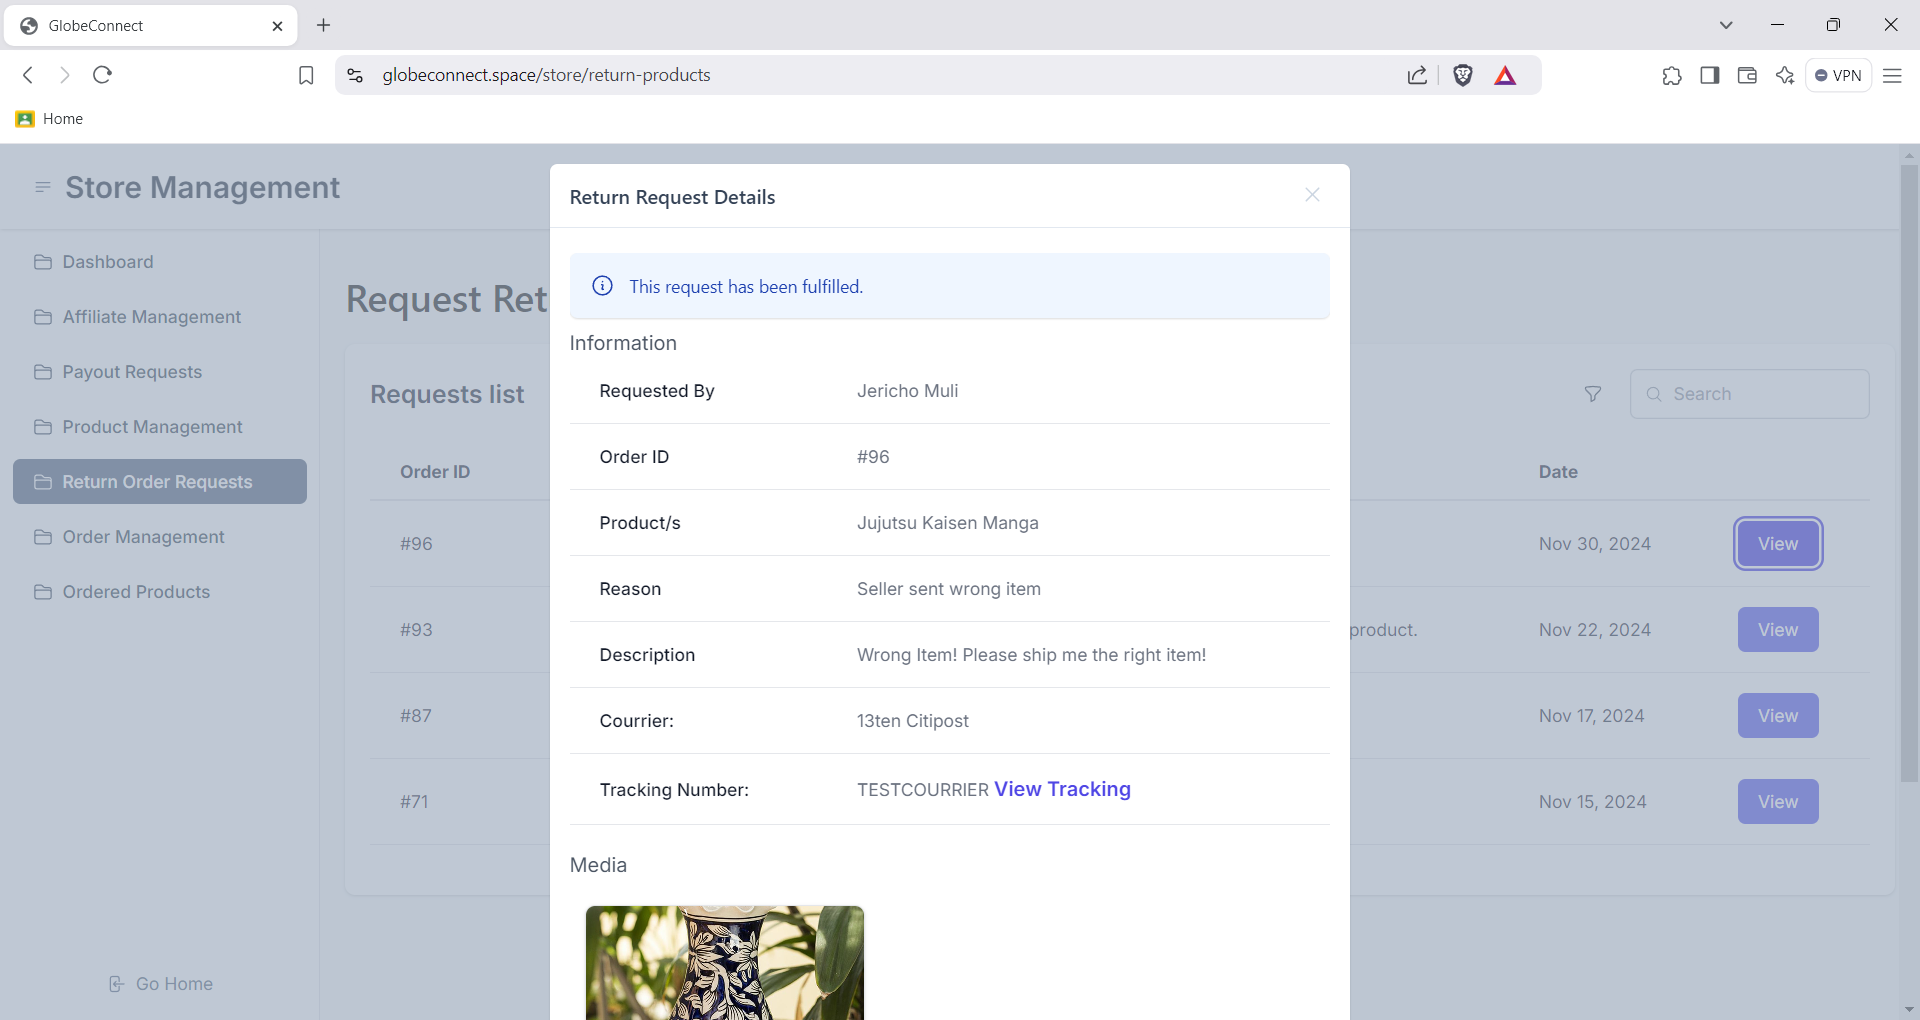 GlobeConnect
globeconnect.space/store/return-products
VPN
Home
Store Management
Dashboard
Affiliate Management
Payout Requests
Product Management
Return Order Requests
Order Management
Ordered Products
Go Home
Request Ret
Requests list
Search
Order ID
Date
#96
Nov 30, 2024
View
#93
product.
Nov 22, 2024
View
#87
Nov 17, 2024
View
#71
Nov 15, 2024
View
Return Request Details
This request has been fulfilled.
Information
Requested By
Jericho Muli
Order ID
#96
Product/s
Jujutsu Kaisen Manga
Reason
Seller sent wrong item
Description
Wrong Item! Please ship me the right item!
Courrier:
13ten Citipost
Tracking Number:
TESTCOURRIER View Tracking
Media